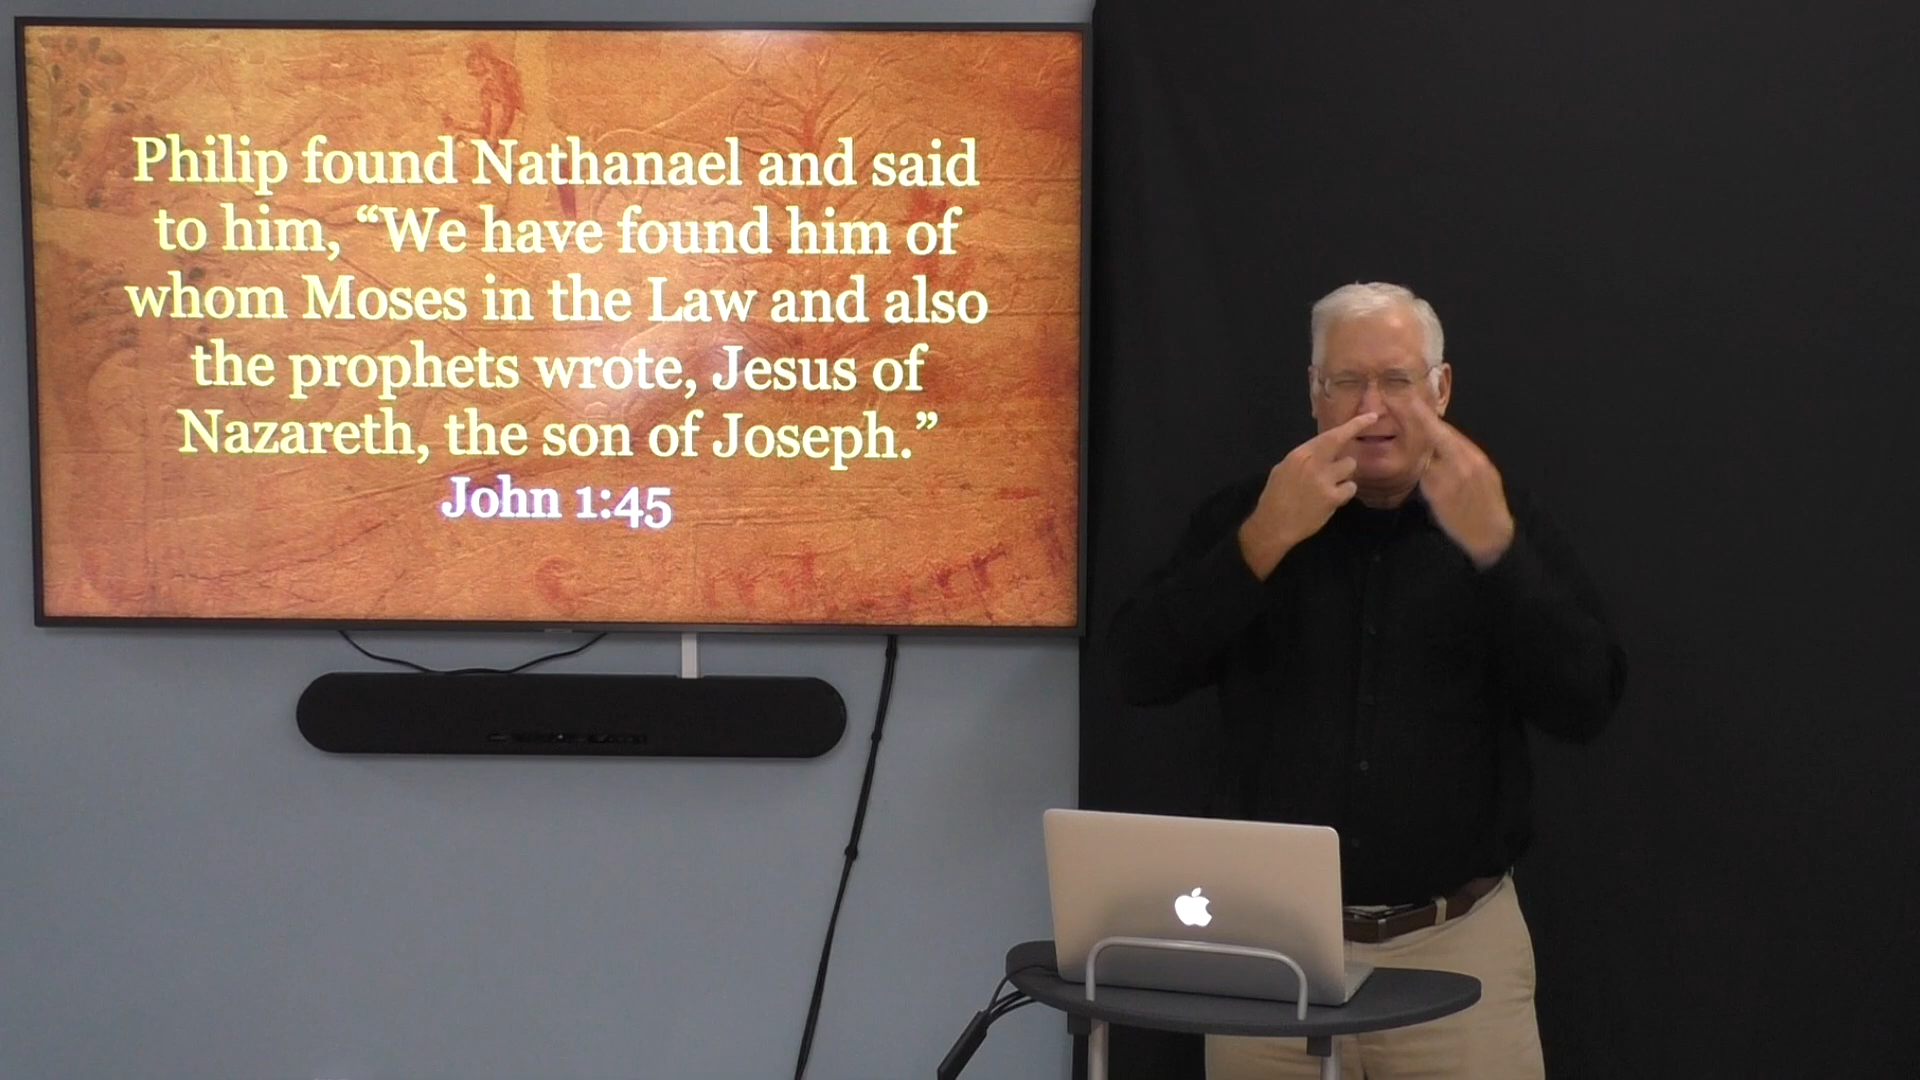 Philip found Nathanael and said
to him, “We have found him of
whom Moses in the Law and also
the prophets wrote, Jesus of
Nazareth, the son of Joseph.”
John 1:45